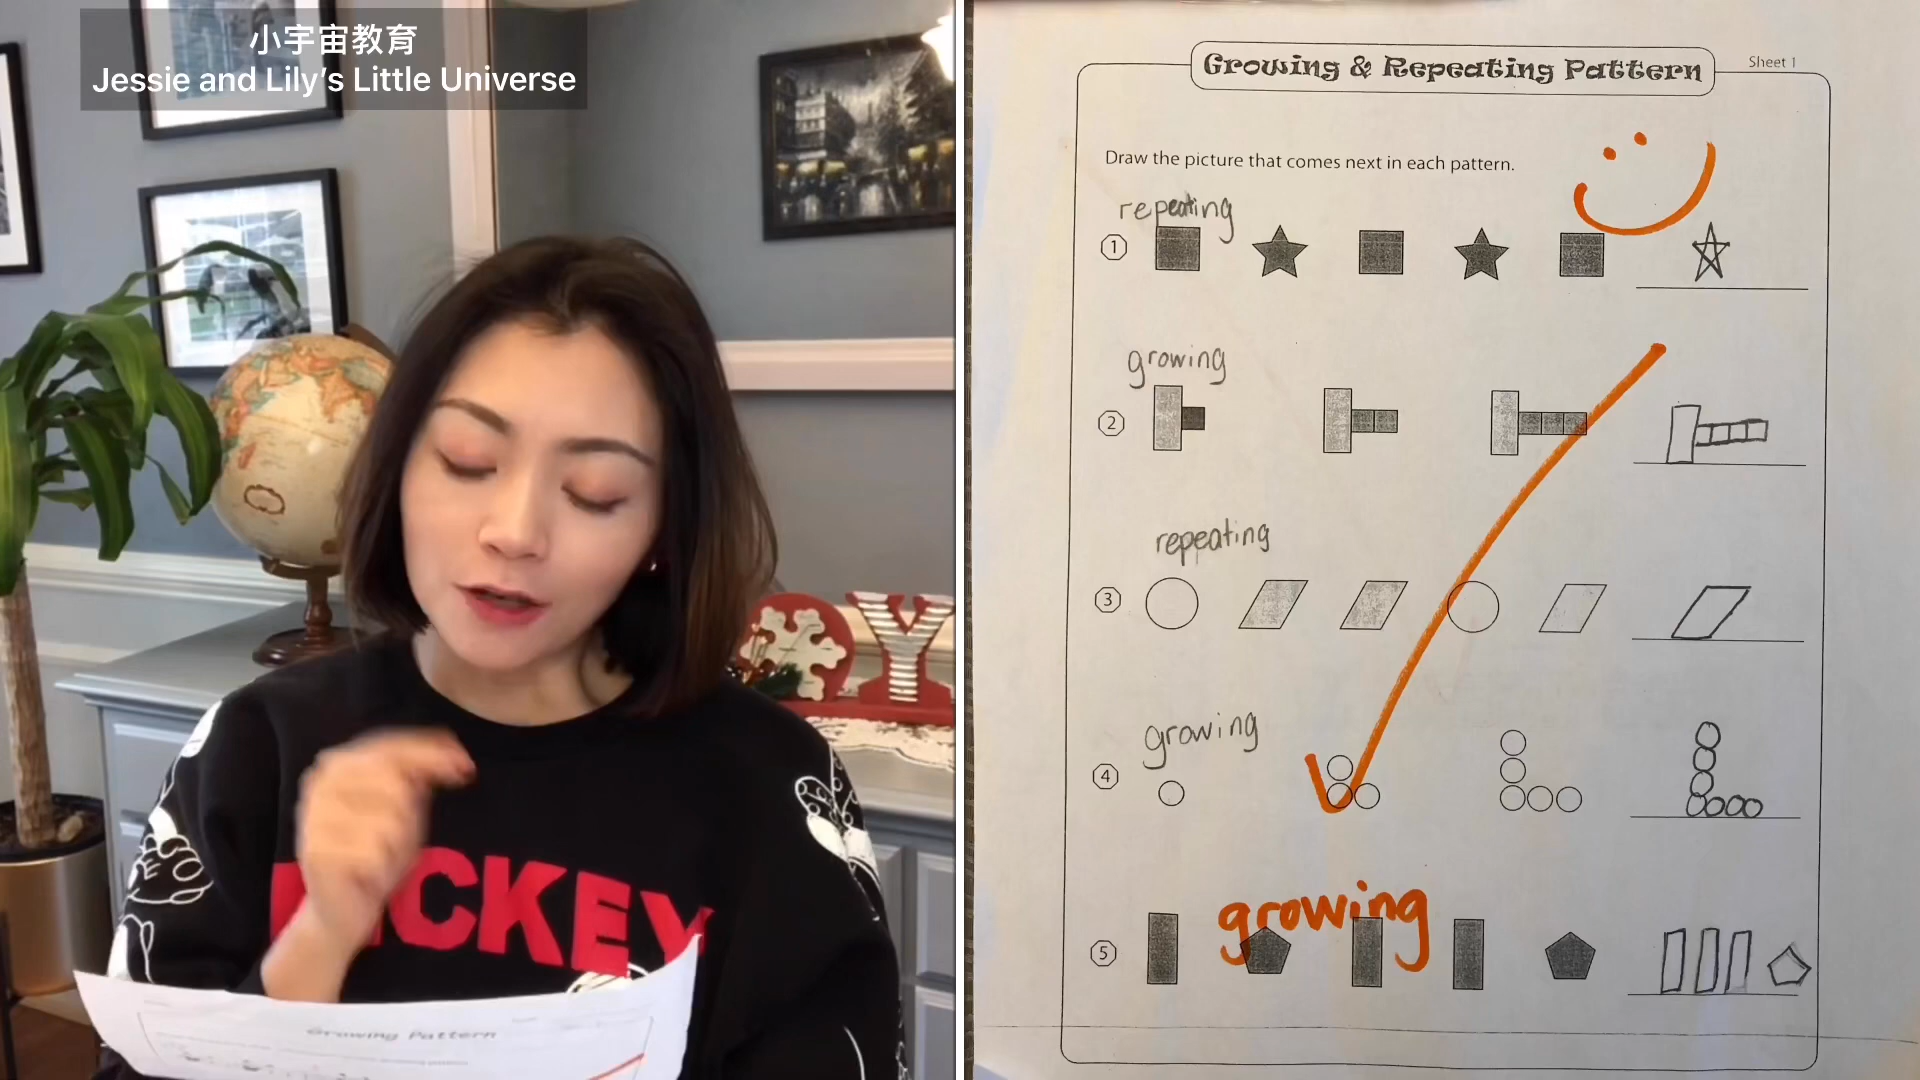 小宇宙教育
Jessie and Lily's Little Universe
MICKEY
OY
Growing Pattern
Growing & Repeating Pattern
Sheet 1
Draw the picture that comes next in each pattern.
repeating
1
growing
2
repeating
3
growing
4
growing
5